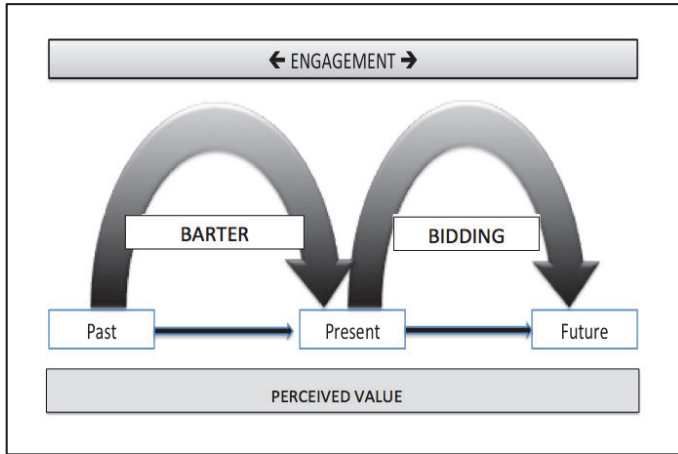 ← ENGAGEMENT →
BARTER
BIDDING
Past
Present
Future
PERCEIVED VALUE